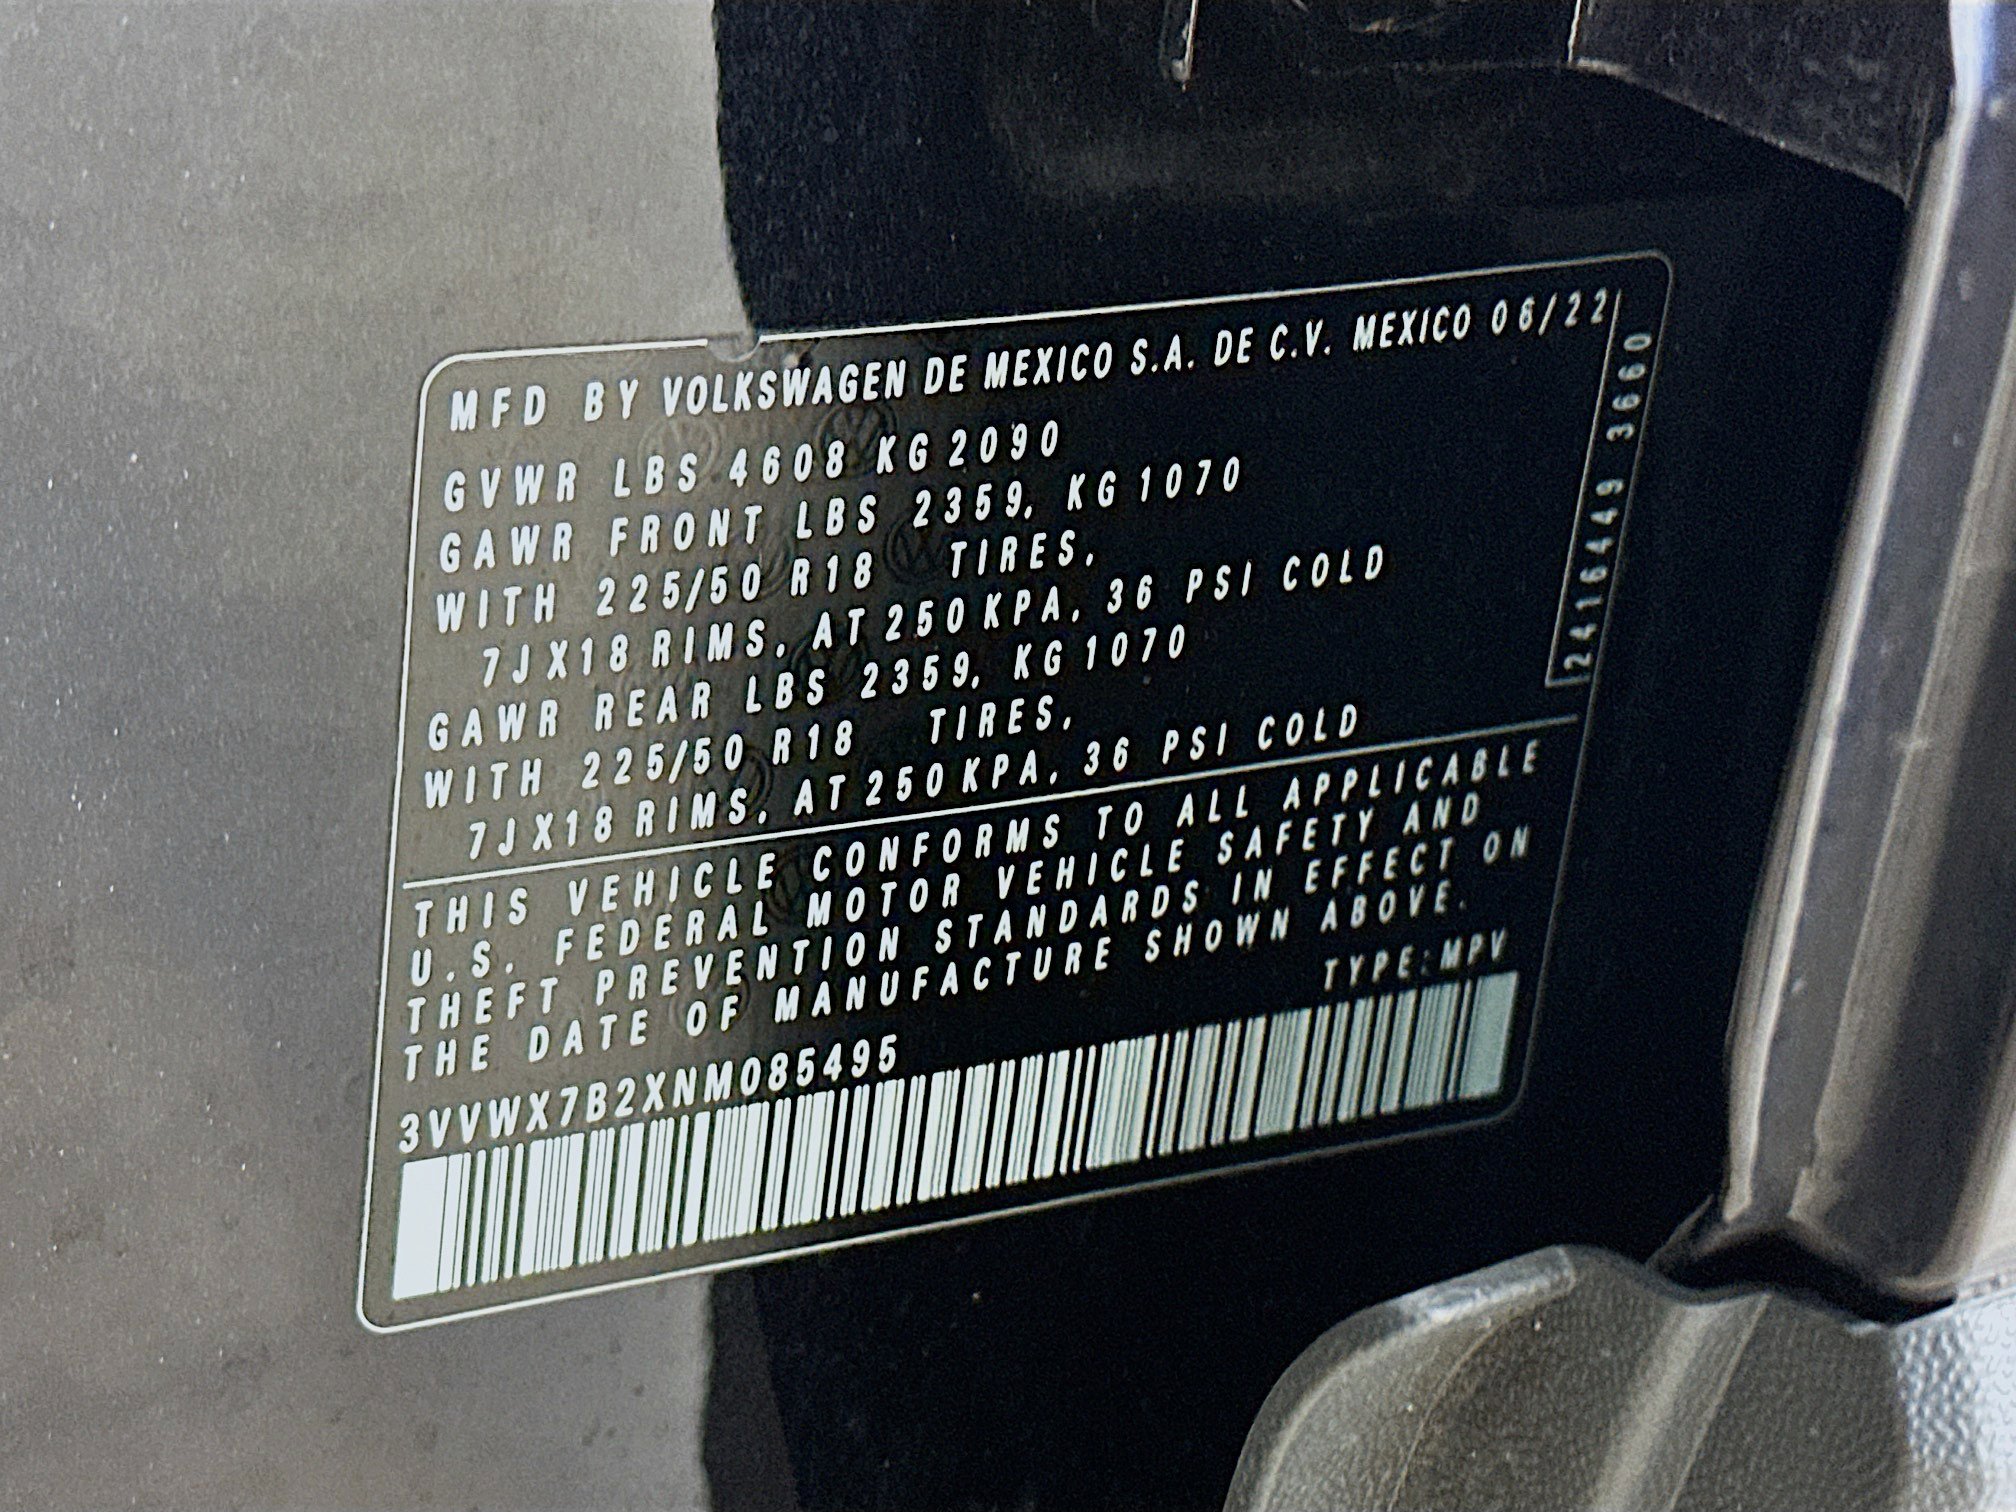 MFD BY VOLKSWAGEN DE MEXICO S.A. DE C.V. MEXICO 06/22
GVWR LBS 4608 KG 2090
GAWR FRONT LBS 2359, KG 1070
WITH 225/50 R18 TIRES,
7J X18 RIMS, AT 250 KPA, 36 PSI COLD
GAWR REAR LBS 2359, KG 1070
WITH 225/50 R18 TIRES,
7J X18 RIMS, AT 250 KPA, 36 PSI COLD
2416449 3660
THIS VEHICLE CONFORMS TO ALL APPLICABLE
U.S. FEDERAL MOTOR VEHICLE SAFETY AND
THEFT PREVENTION STANDARDS IN EFFECT ON
THE DATE OF MANUFACTURE SHOWN ABOVE.
TYPE:MPV
3VVWX7B2XNM085495